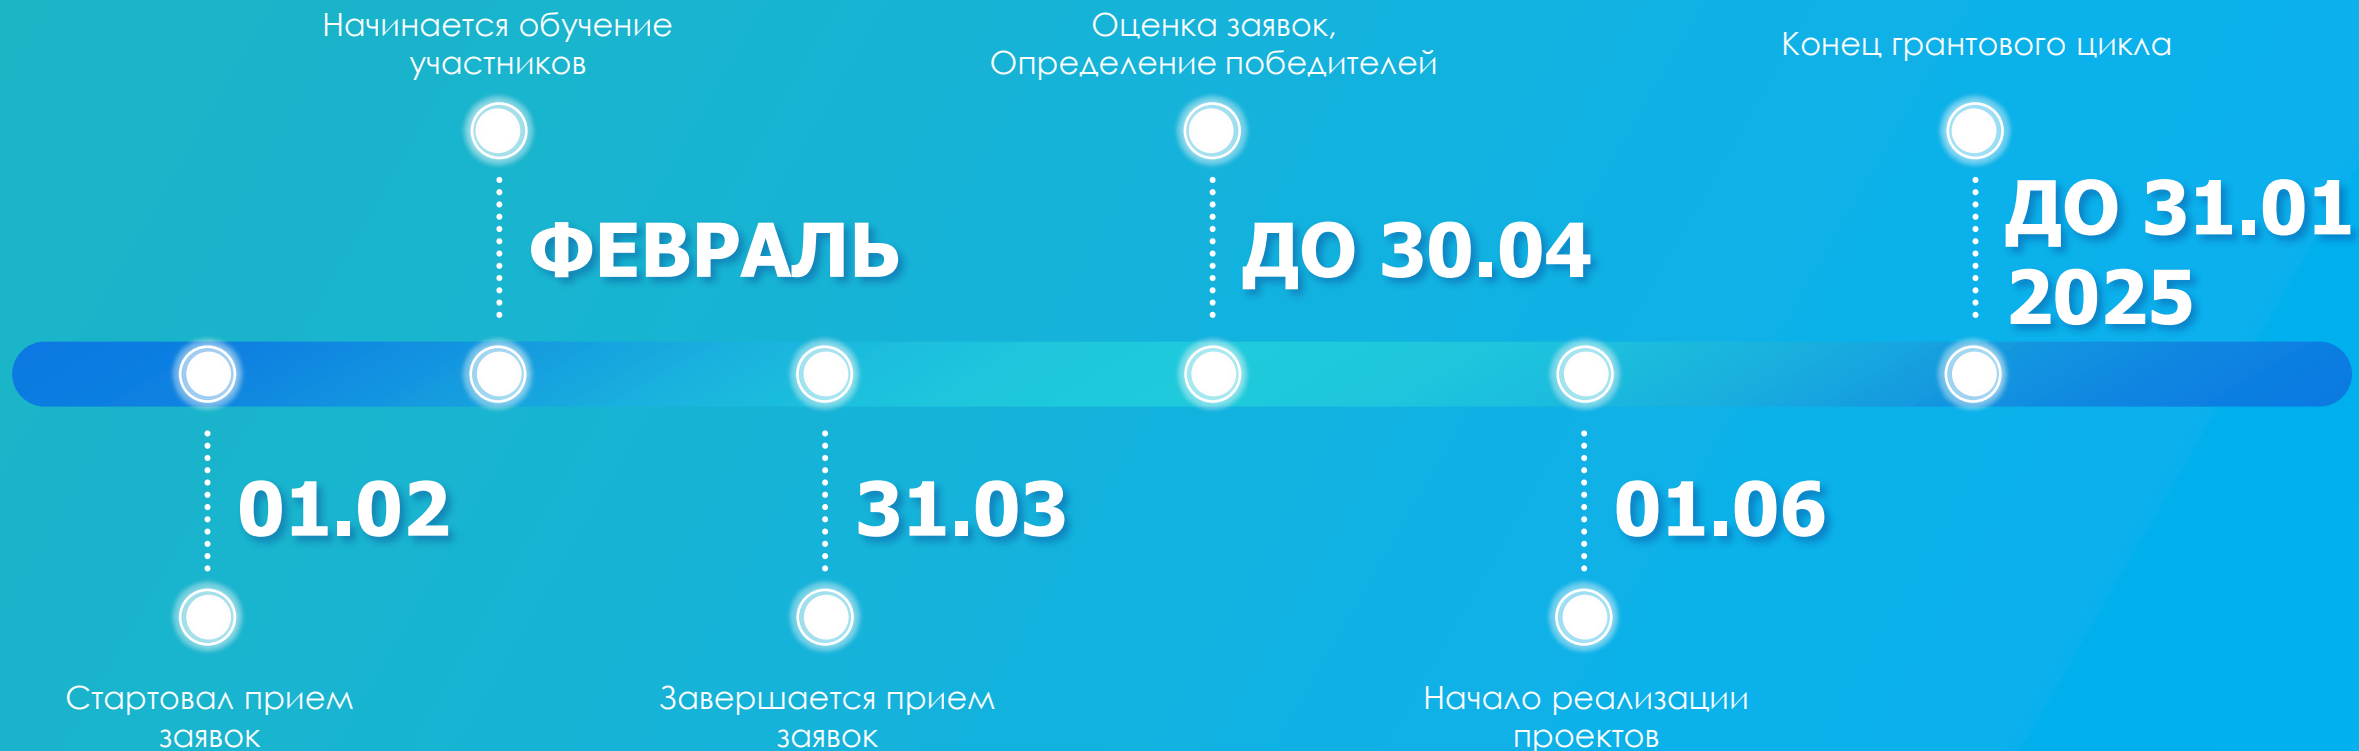 Начинается обучение
участников
Оценка заявок,
Определение победителей
Конец грантового цикла
ФЕВРАЛЬ
ДО 30.04
ДО 31.01
2025
01.02
31.03
01.06
Стартовал прием
заявок
Завершается прием
заявок
Начало реализации
проектов